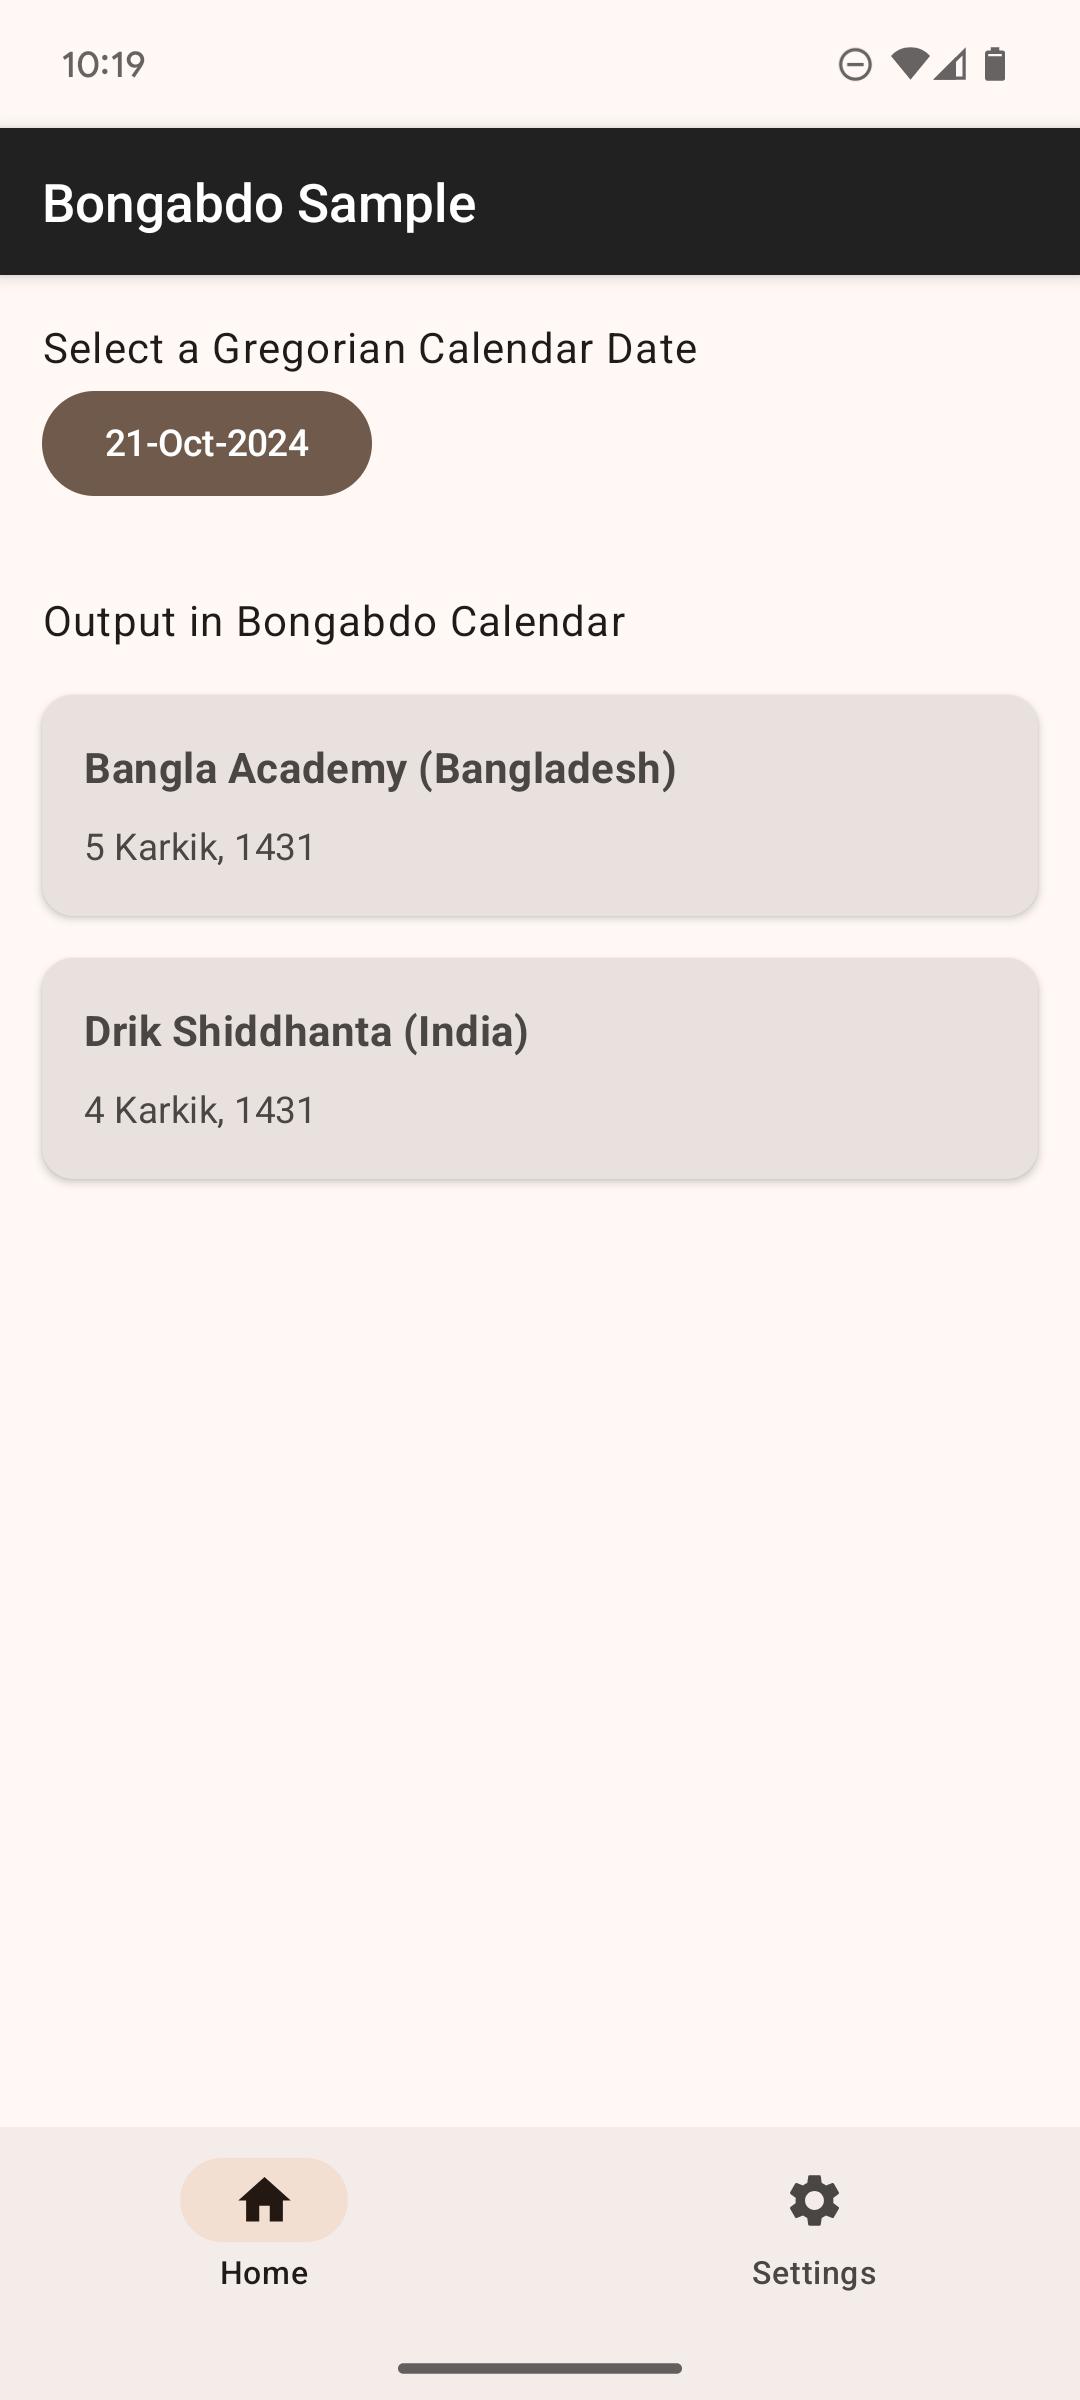 10:19
Bongabdo Sample
Select a Gregorian Calendar Date
21-Oct-2024
Output in Bongabdo Calendar
Bangla Academy (Bangladesh)
5 Karkik, 1431
Drik Shiddhanta (India)
4 Karkik, 1431
Home
Settings